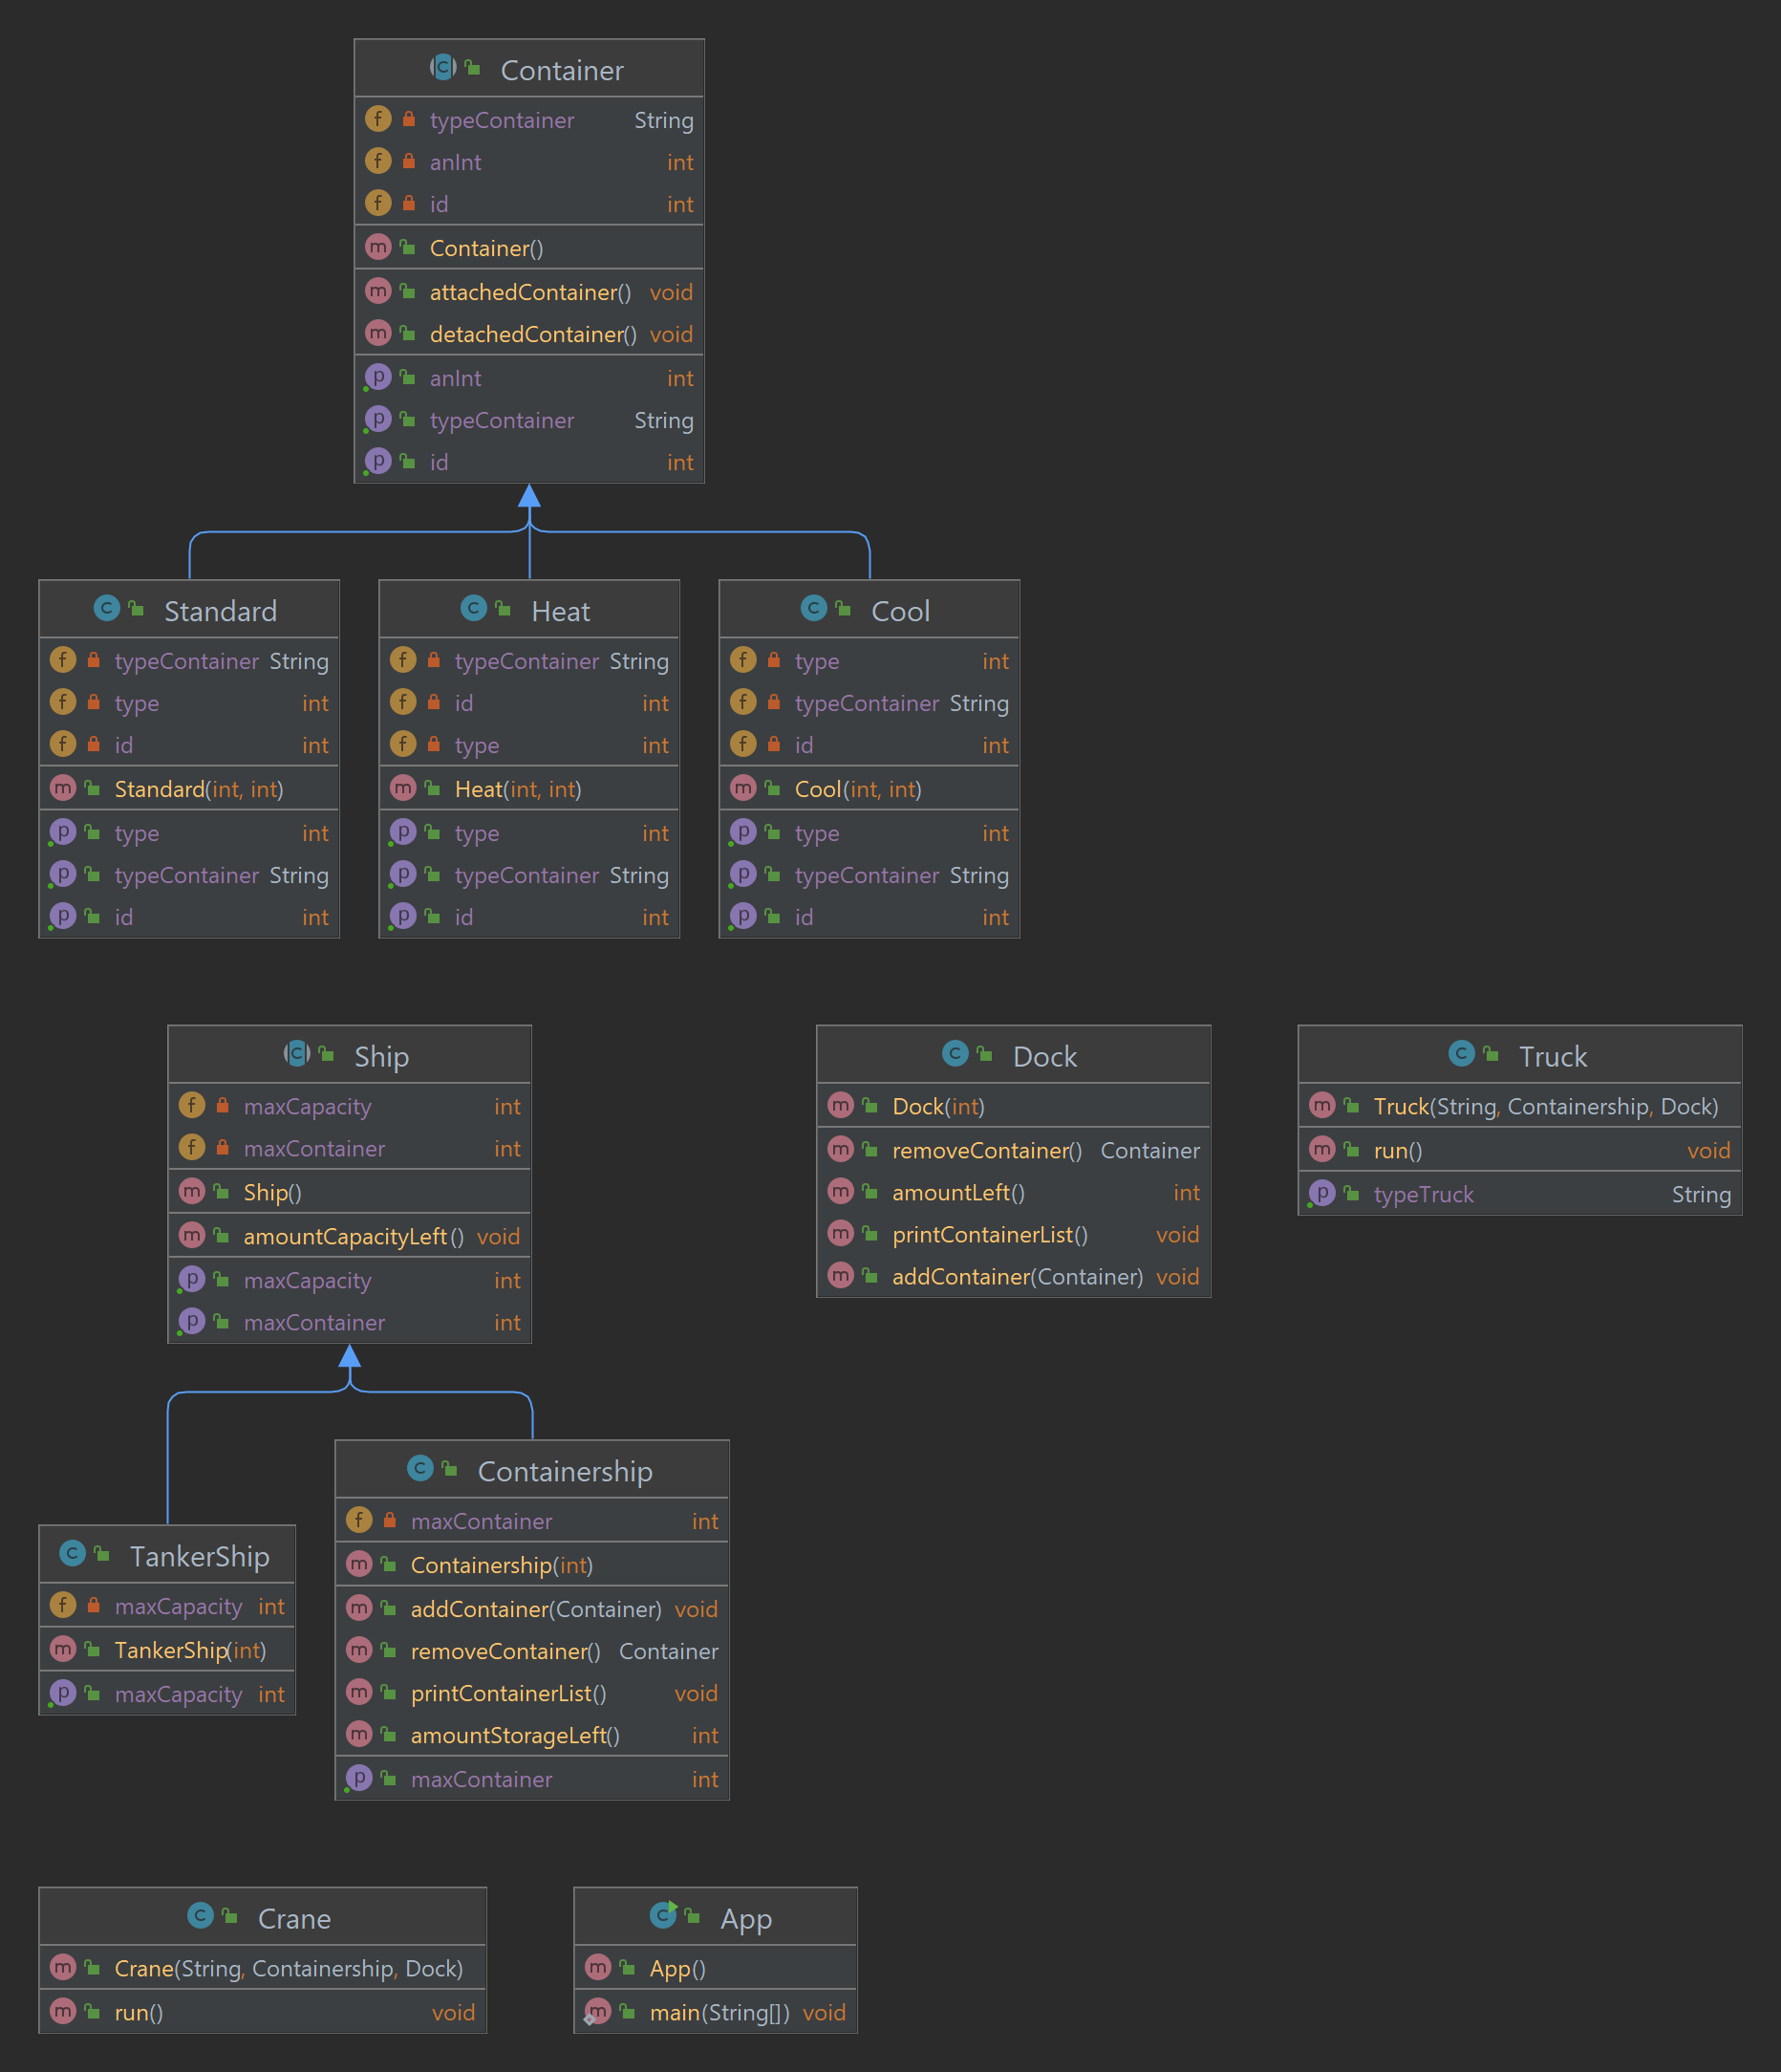 Container
typeContainer String
anInt int
id int
Container()
attachedContainer() void
detachedContainer() void
anInt int
typeContainer String
id int
Standard
typeContainer String
type int
id int
Standard(int, int)
type int
typeContainer String
id int
Heat
typeContainer String
id int
type int
Heat(int, int)
type int
typeContainer String
id int
Cool
type int
typeContainer String
id int
Cool(int, int)
type int
typeContainer String
id int
Ship
maxCapacity int
maxContainer int
Ship()
amountCapacityLeft() void
maxCapacity int
maxContainer int
Dock
Dock(int)
removeContainer() Container
amountLeft() int
printContainerList() void
addContainer(Container) void
Truck
Truck(String, Containership, Dock)
run() void
typeTruck String
TankerShip
maxCapacity int
TankerShip(int)
maxCapacity int
Containership
maxContainer int
Containership(int)
addContainer(Container) void
removeContainer() Container
printContainerList() void
amountStorageLeft() int
maxContainer int
Crane
Crane(String, Containership, Dock)
run() void
App
App()
main(String[]) void